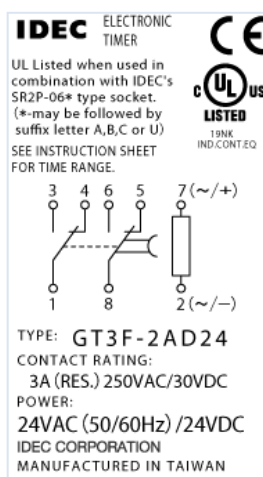 IDEC ELECTRONIC
TIMER
CE
UL Listed when used in
combination with IDEC's
SR2P-06* type socket.
(*-may be followed by
suffix letter A,B,C or U)
C UL US
LISTED
19NK
IND.CONT.EQ
SEE INSTRUCTION SHEET
FOR TIME RANGE.
3 4 6 5 7(~/+)
1 8 2(~/−)
TYPE: GT3F-2AD24
CONTACT RATING:
3A(RES.) 250VAC/30VDC
POWER:
24VAC(50/60Hz)/24VDC
IDEC CORPORATION
MANUFACTURED IN TAIWAN